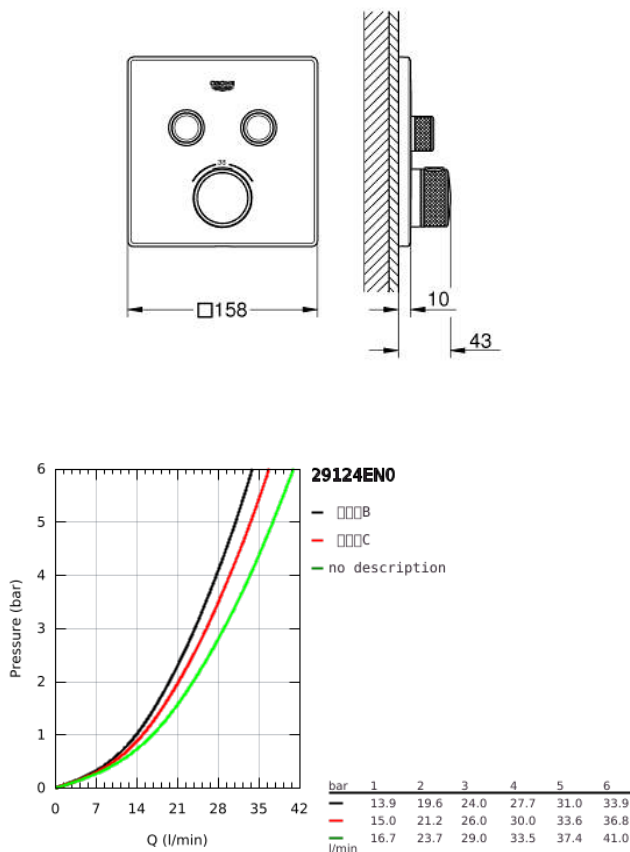 GROHE
38
□158
10
43
29124EN0
□□□B
□□□C
no description
Pressure (bar)
6
5
4
3
2
1
0
0 7 14 21 28 35 42
Q (l/min)
bar 1 2 3 4 5 6
13.9 19.6 24.0 27.7 31.0 33.9
15.0 21.2 26.0 30.0 33.6 36.8
16.7 23.7 29.0 33.5 37.4 41.0
l/min